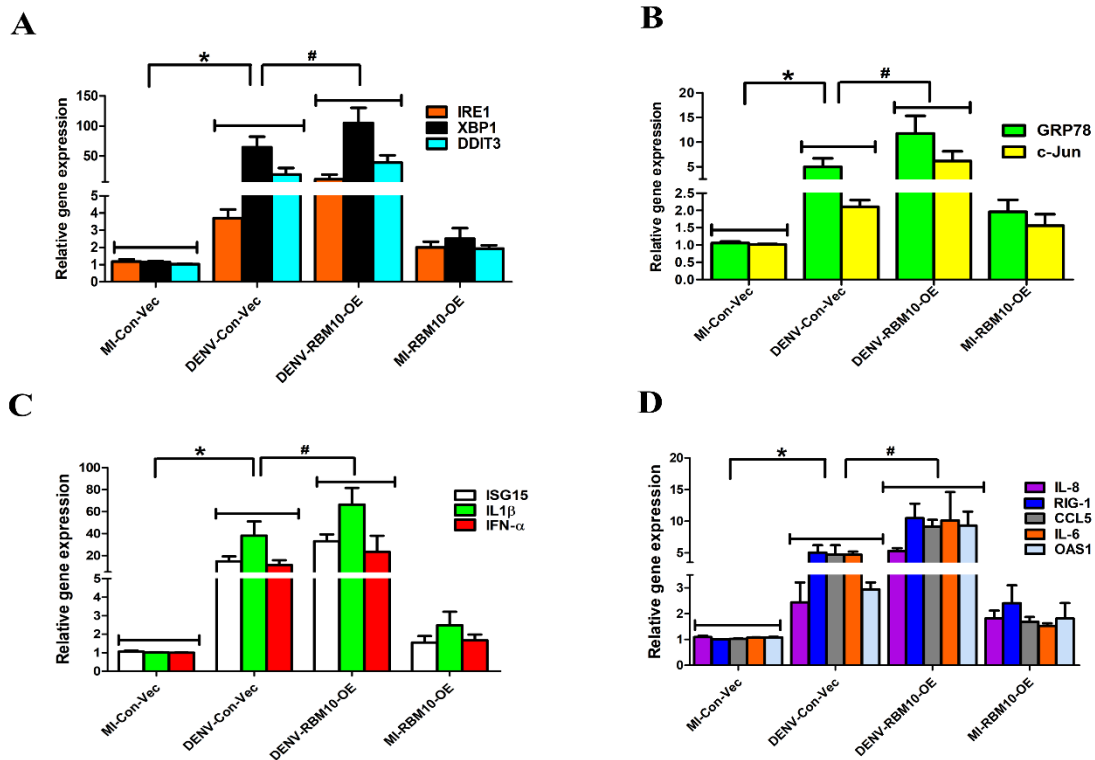 A
* #
Relative gene expression
150
100
50
5
4
3
2
1
0
IRE1
XBP1
DDIT3
MI-Con-Vec
DENV-Con-Vec
DENV-RBM10-OE
MI-RBM10-OE
B
* #
Relative gene expression
20
15
10
5
2.5
2.0
1.5
1.0
0.5
0.0
GRP78
c-Jun
MI-Con-Vec
DENV-Con-Vec
DENV-RBM10-OE
MI-RBM10-OE
C
* #
Relative gene expression
100
80
60
40
20
5
4
3
2
1
0
ISG15
IL1β
IFN-α
MI-Con-Vec
DENV-Con-Vec
DENV-RBM10-OE
MI-RBM10-OE
D
* #
Relative gene expression
20
15
10
5
3
2
1
0
IL-8
RIG-1
CCL5
IL-6
OAS1
MI-Con-Vec
DENV-Con-Vec
DENV-RBM10-OE
MI-RBM10-OE